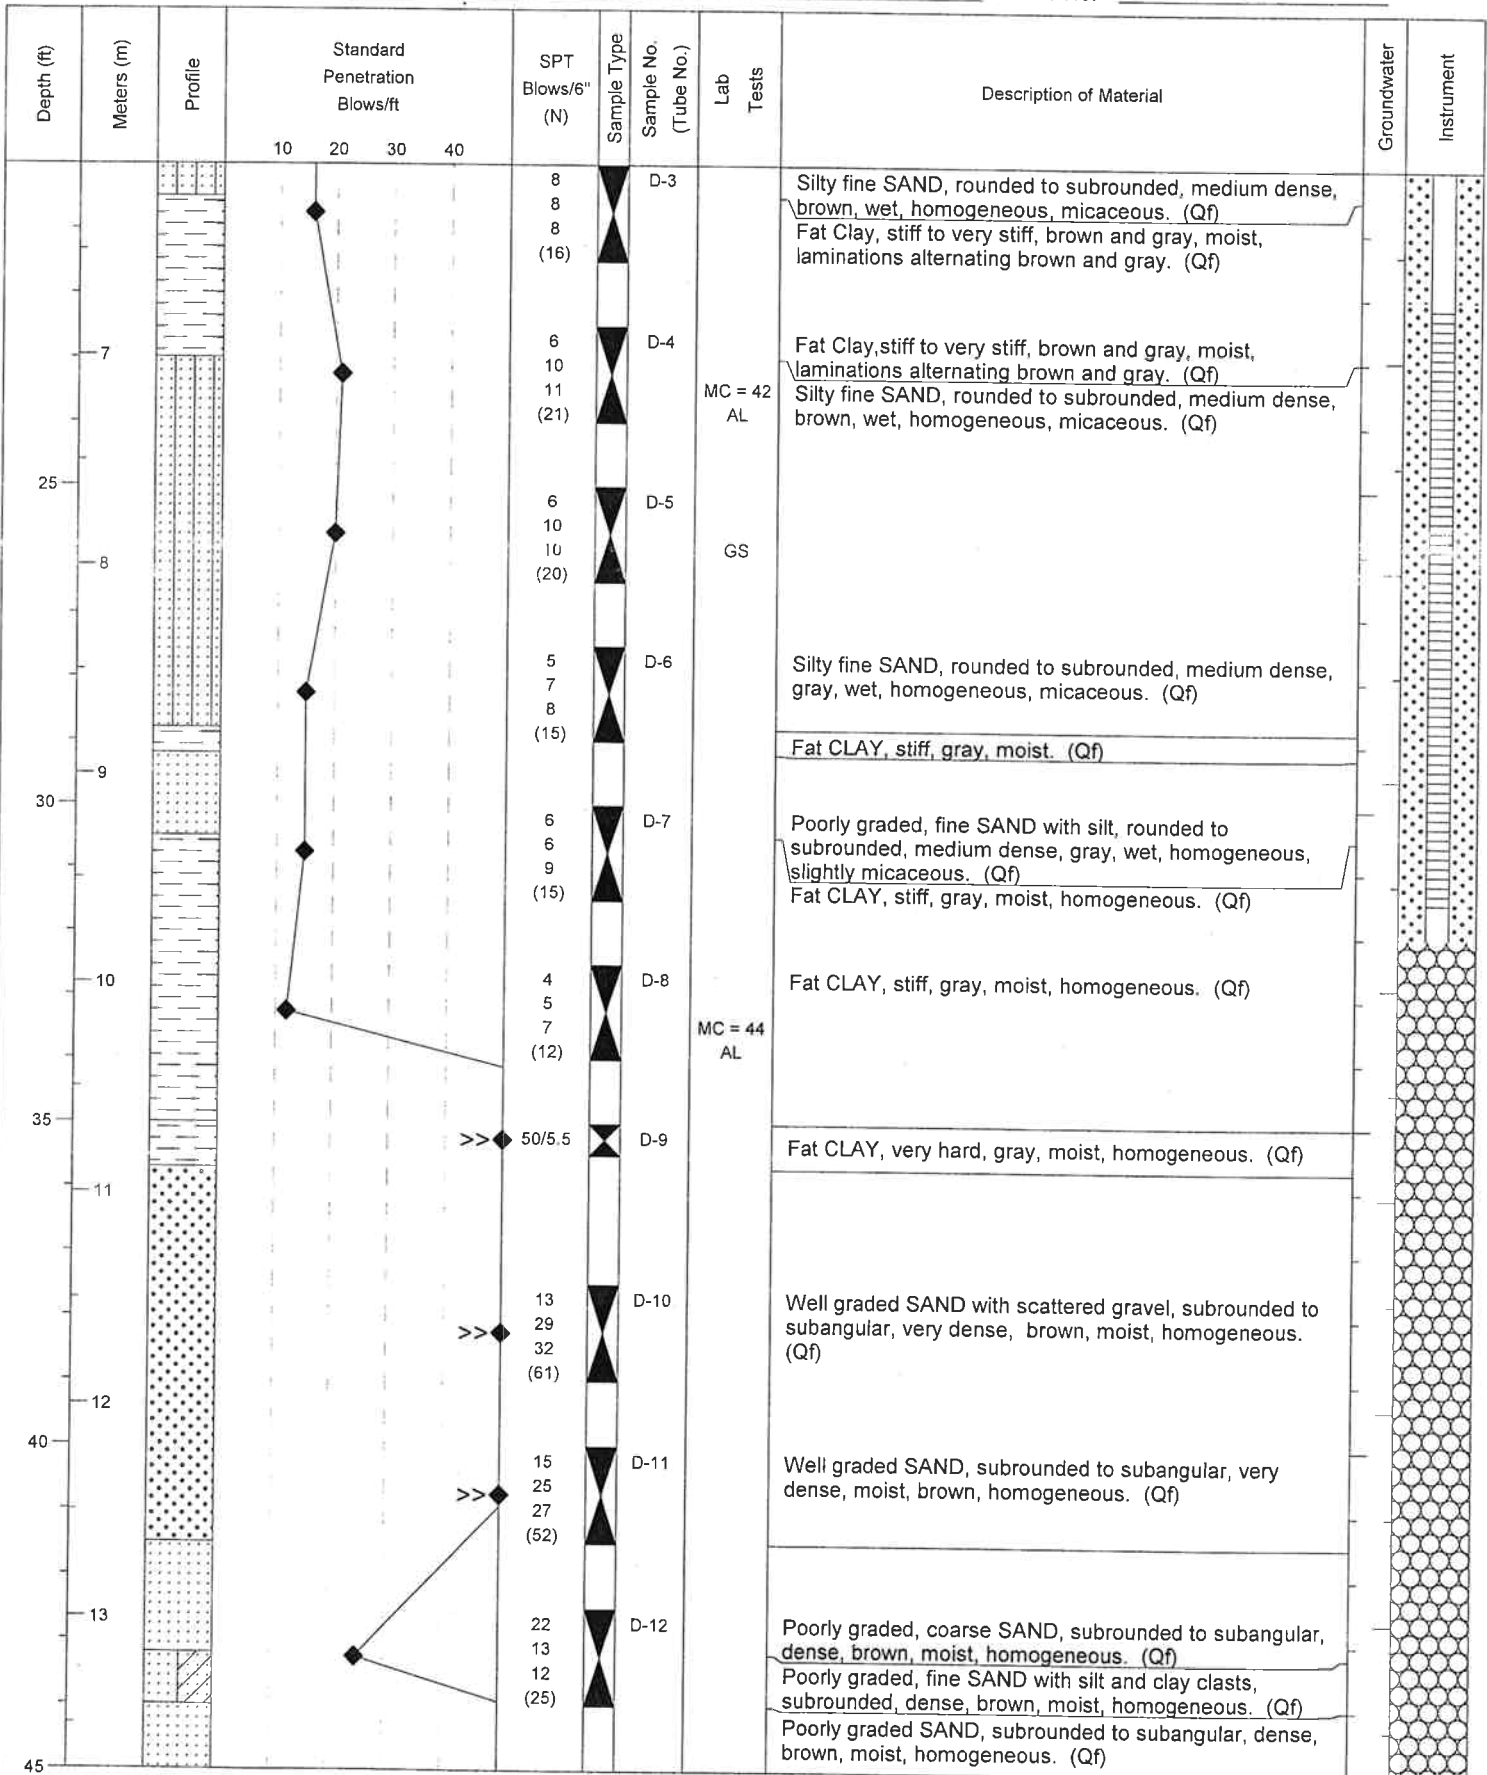 Depth (ft)
Meters (m)
Profile
Standard
Penetration
Blows/ft
10 20 30 40
SPT
Blows/6"
(N)
Sample Type
Sample No.
(Tube No.)
Lab
Tests
Description of Material
Groundwater
Instrument
8
8
8
(16)
D-3
Silty fine SAND, rounded to subrounded, medium dense,
brown, wet, homogeneous, micaceous. (Qf)
Fat Clay, stiff to very stiff, brown and gray, moist,
laminations alternating brown and gray. (Qf)
7
6
10
11
(21)
D-4
MC = 42
AL
Fat Clay,stiff to very stiff, brown and gray, moist,
laminations alternating brown and gray. (Qf)
Silty fine SAND, rounded to subrounded, medium dense,
brown, wet, homogeneous, micaceous. (Qf)
25
6
10
10
(20)
D-5
GS
8
5
7
8
(15)
D-6
Silty fine SAND, rounded to subrounded, medium dense,
gray, wet, homogeneous, micaceous. (Qf)
Fat CLAY, stiff, gray, moist. (Qf)
9
30
6
6
9
(15)
D-7
Poorly graded, fine SAND with silt, rounded to
subrounded, medium dense, gray, wet, homogeneous,
slightly micaceous. (Qf)
Fat CLAY, stiff, gray, moist, homogeneous. (Qf)
10
4
5
7
(12)
D-8
MC = 44
AL
Fat CLAY, stiff, gray, moist, homogeneous. (Qf)
35
>>
50/5.5
D-9
Fat CLAY, very hard, gray, moist, homogeneous. (Qf)
11
>>
13
29
32
(61)
D-10
Well graded SAND with scattered gravel, subrounded to
subangular, very dense, brown, moist, homogeneous.
(Qf)
12
40
>>
15
25
27
(52)
D-11
Well graded SAND, subrounded to subangular, very
dense, moist, brown, homogeneous. (Qf)
13
22
13
12
(25)
D-12
Poorly graded, coarse SAND, subrounded to subangular,
dense, brown, moist, homogeneous. (Qf)
Poorly graded, fine SAND with silt and clay clasts,
subrounded, dense, brown, moist, homogeneous. (Qf)
Poorly graded SAND, subrounded to subangular, dense,
brown, moist, homogeneous. (Qf)
45